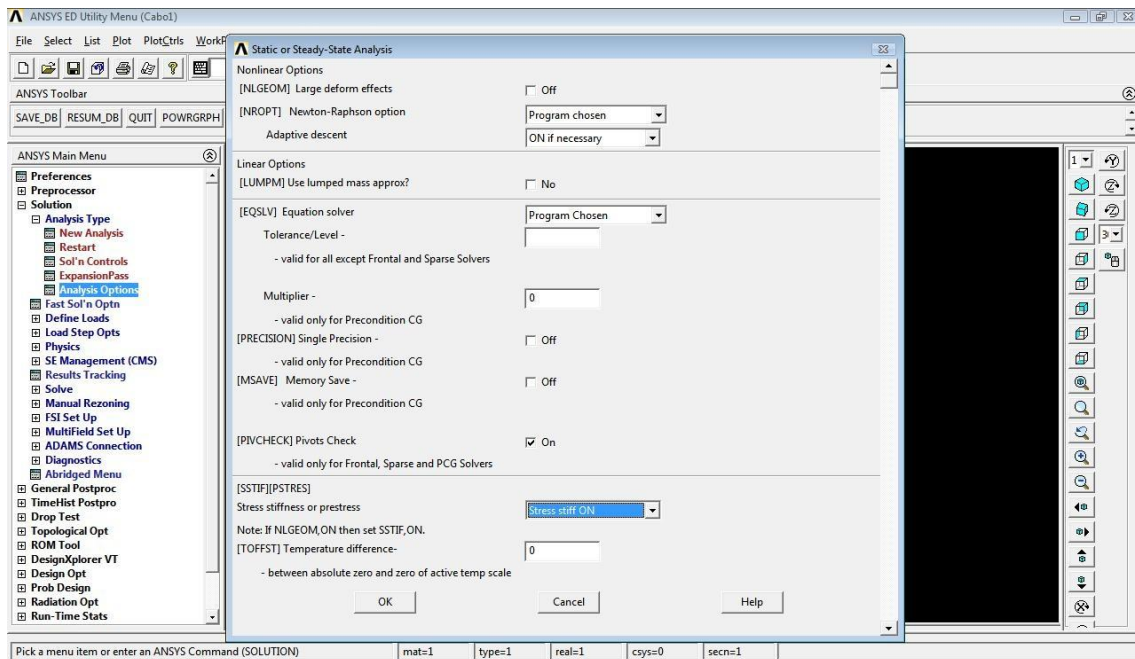 ANSYS ED Utility Menu (Cabo1)
File Select List Plot PlotCtrls
ANSYS Toolbar
SAVE_DB RESUM_DB QUIT POWRGRPH
ANSYS Main Menu
Preferences
Preprocessor
Solution
Analysis Type
New Analysis
Restart
Sol'n Controls
ExpansionPass
Analysis Options
Fast Sol'n Optn
Define Loads
Load Step Opts
Physics
SE Management (CMS)
Results Tracking
Solve
Manual Rezoning
FSI Set Up
MultiField Set Up
ADAMS Connection
Diagnostics
Abridged Menu
General Postproc
TimeHist Postpro
Drop Test
Topological Opt
ROM Tool
DesignXplorer VT
Design Opt
Prob Design
Radiation Opt
Run-Time Stats
Static or Steady-State Analysis
Nonlinear Options
[NLGEOM] Large deform effects Off
[NROPT] Newton-Raphson option Program chosen
Adaptive descent ON if necessary
Linear Options
[LUMPM] Use lumped mass approx? No
[EQSLV] Equation solver Program Chosen
Tolerance/Level -
- valid for all except Frontal and Sparse Solvers
Multiplier - 0
- valid only for Precondition CG
[PRECISION] Single Precision - Off
- valid only for Precondition CG
[MSAVE] Memory Save - Off
- valid only for Precondition CG
[PIVCHECK] Pivots Check On
- valid only for Frontal, Sparse and PCG Solvers
[SSTIF][PSTRES]
Stress stiffness or prestress Stress stiff ON
Note: If NLGEOM,ON then set SSTIF,ON.
[TOFFST] Temperature difference- 0
- between absolute zero and zero of active temp scale
OK Cancel Help
1
Pick a menu item or enter an ANSYS Command (SOLUTION) mat=1 type=1 real=1 csys=0 secn=1